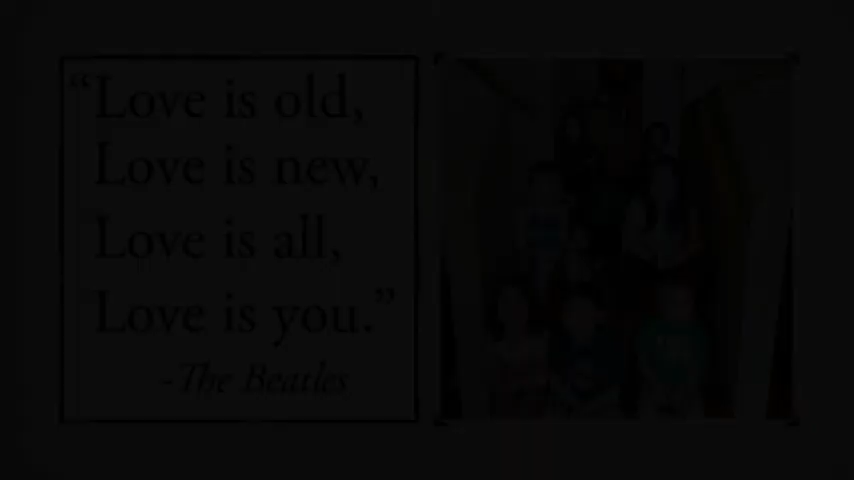 “Love is old,
Love is new,
Love is all,
Love is you.”
-The Beatles